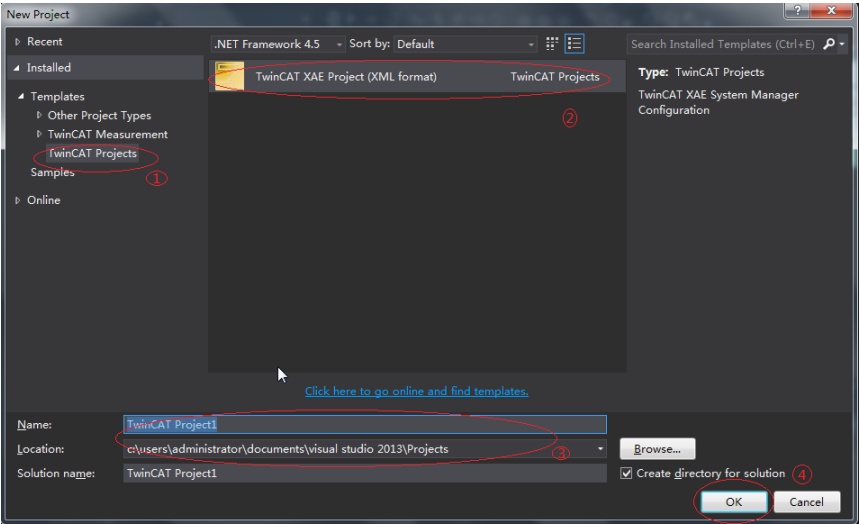 New Project
? x
Recent
.NET Framework 4.5
Sort by: Default
Search Installed Templates (Ctrl+E)
Installed
Templates
Other Project Types
TwinCAT Measurement
TwinCAT Projects
①
Samples
Online
TwinCAT XAE Project (XML format)
TwinCAT Projects
②
Type: TwinCAT Projects
TwinCAT XAE System Manager
Configuration
Click here to go online and find templates.
Name:
TwinCAT Project1
Location:
c:\users\administrator\documents\visual studio 2013\Projects
③
Browse...
Solution name:
TwinCAT Project1
Create directory for solution
④
OK
Cancel